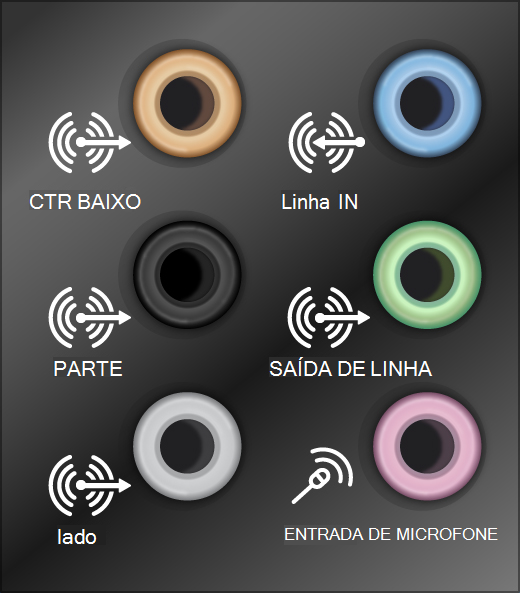 CTR BAIXO
Linha IN
PARTE
SAÍDA DE LINHA
lado
ENTRADA DE MICROFONE